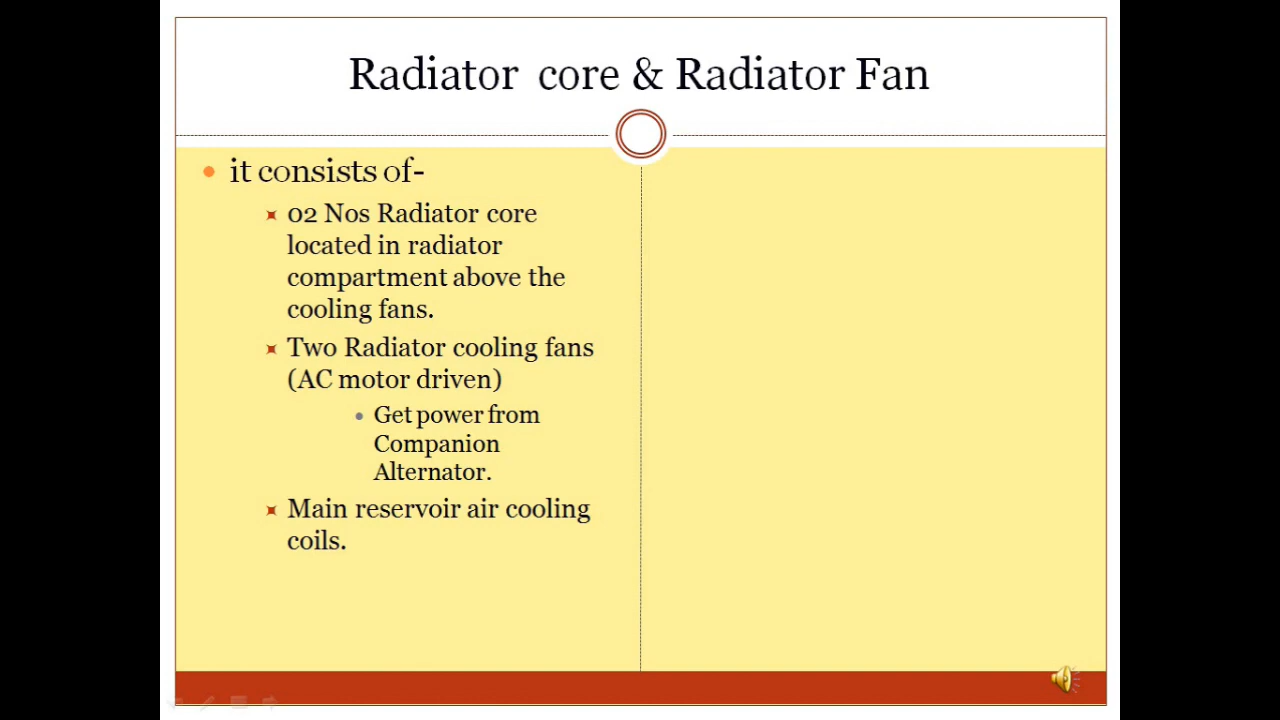 Radiator core & Radiator Fan
it consists of-
02 Nos Radiator core
located in radiator
compartment above the
cooling fans.
Two Radiator cooling fans
(AC motor driven)
Get power from
Companion
Alternator.
Main reservoir air cooling
coils.